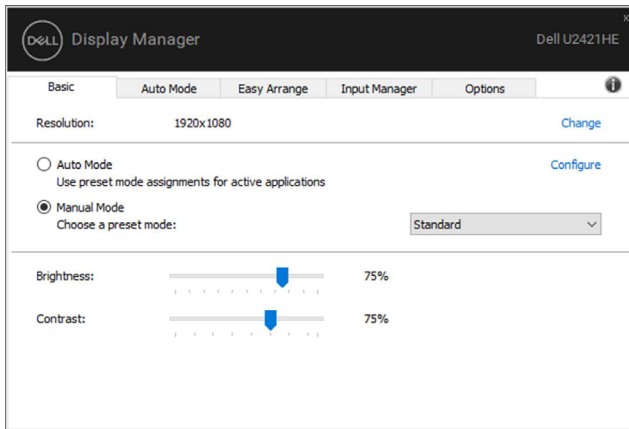 x
DELL Display Manager Dell U2421HE
Basic Auto Mode Easy Arrange Input Manager Options i
Resolution: 1920x1080 Change
Auto Mode Configure
Use preset mode assignments for active applications
Manual Mode
Choose a preset mode: Standard
Brightness: 75%
Contrast: 75%